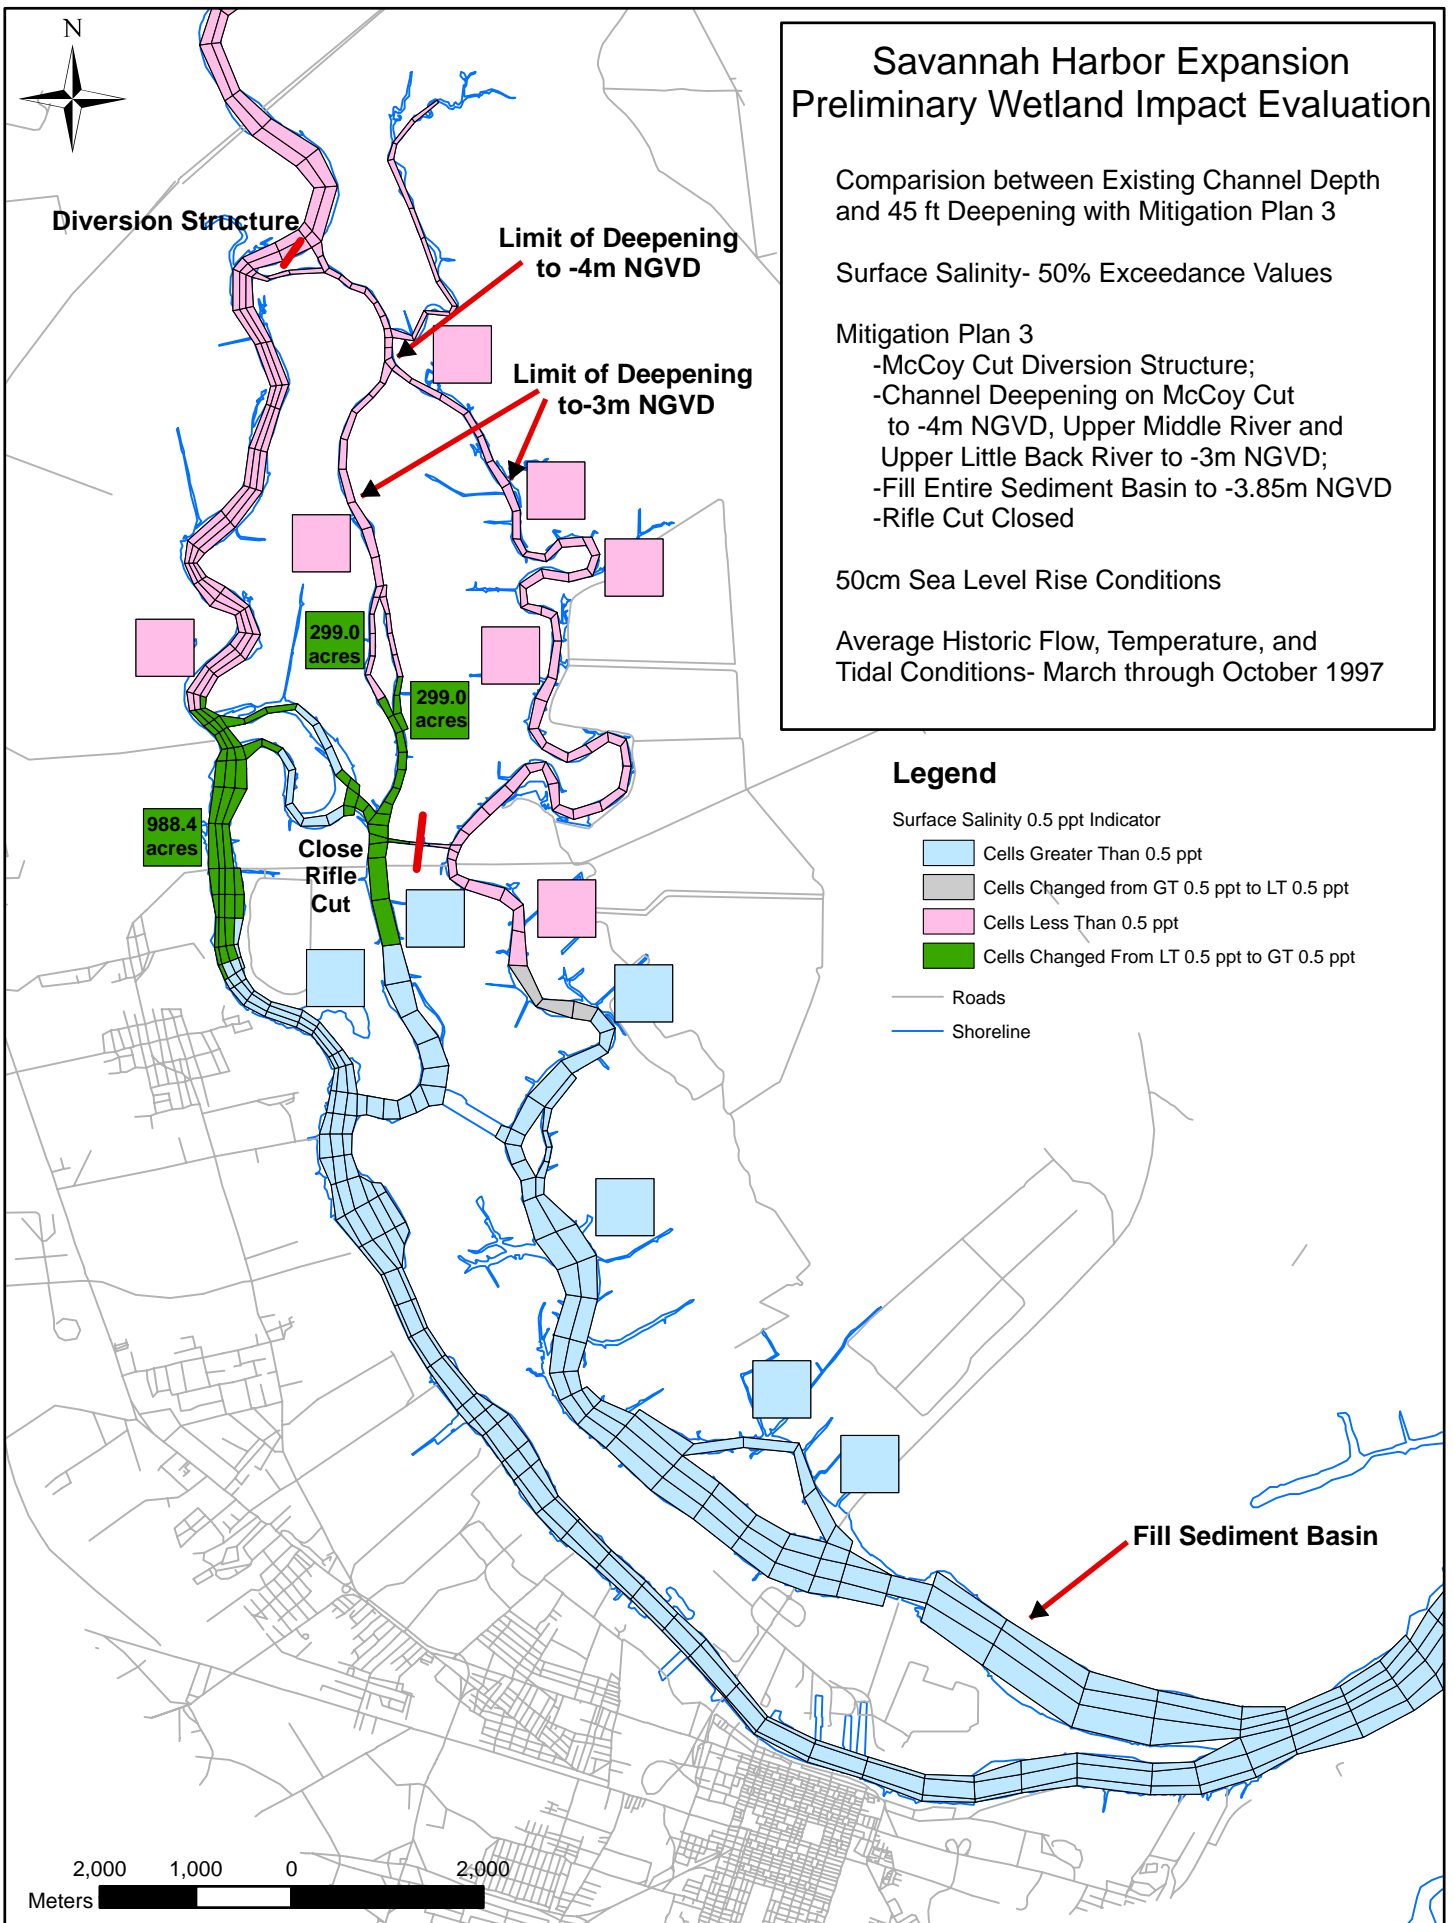 N
Savannah Harbor Expansion
Preliminary Wetland Impact Evaluation
Comparision between Existing Channel Depth
and 45 ft Deepening with Mitigation Plan 3
Surface Salinity- 50% Exceedance Values
Mitigation Plan 3
-McCoy Cut Diversion Structure;
-Channel Deepening on McCoy Cut
to -4m NGVD, Upper Middle River and
Upper Little Back River to -3m NGVD;
-Fill Entire Sediment Basin to -3.85m NGVD
-Rifle Cut Closed
50cm Sea Level Rise Conditions
Average Historic Flow, Temperature, and
Tidal Conditions- March through October 1997
Diversion Structure
Limit of Deepening
to -4m NGVD
Limit of Deepening
to-3m NGVD
299.0
acres
299.0
acres
988.4
acres
Close
Rifle
Cut
Legend
Surface Salinity 0.5 ppt Indicator
Cells Greater Than 0.5 ppt
Cells Changed from GT 0.5 ppt to LT 0.5 ppt
Cells Less Than 0.5 ppt
Cells Changed From LT 0.5 ppt to GT 0.5 ppt
Roads
Shoreline
Fill Sediment Basin
2,000 1,000 0 2,000
Meters